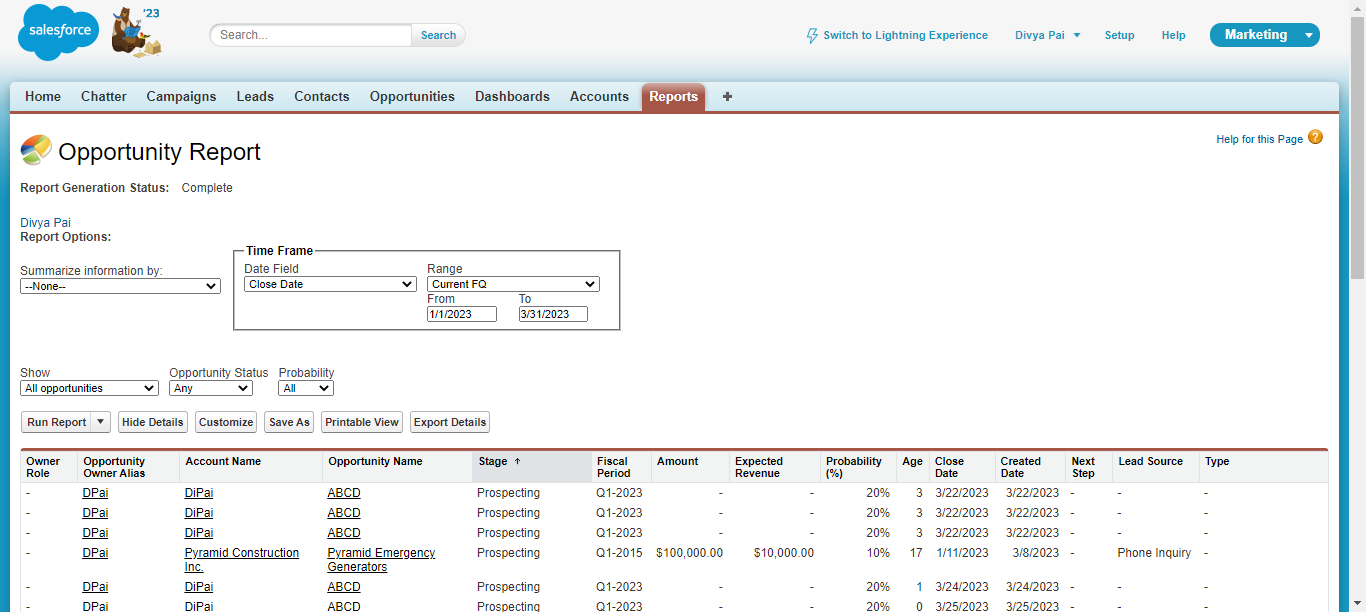 salesforce
'23
Search...
Search
Switch to Lightning Experience
Divya Pai
Setup
Help
Marketing
Home Chatter Campaigns Leads Contacts Opportunities Dashboards Accounts Reports +
Opportunity Report
Help for this Page ?
Report Generation Status: Complete
Divya Pai
Report Options:
Summarize information by:
--None--
Time Frame
Date Field Range
Close Date Current FQ
From To
1/1/2023 3/31/2023
Show Opportunity Status Probability
All opportunities Any All
Run Report Hide Details Customize Save As Printable View Export Details
Owner Role Opportunity Owner Alias Account Name Opportunity Name Stage ↑ Fiscal Period Amount Expected Revenue Probability (%) Age Close Date Created Date Next Step Lead Source Type
- DPai DiPai ABCD Prospecting Q1-2023 - - 20% 3 3/22/2023 3/22/2023 - - -
- DPai DiPai ABCD Prospecting Q1-2023 - - 20% 3 3/22/2023 3/22/2023 - - -
- DPai DiPai ABCD Prospecting Q1-2023 - - 20% 3 3/22/2023 3/22/2023 - - -
- DPai Pyramid Construction Inc. Pyramid Emergency Generators Prospecting Q1-2015 $100,000.00 $10,000.00 10% 17 1/11/2023 3/8/2023 - Phone Inquiry -
- DPai DiPai ABCD Prospecting Q1-2023 - - 20% 1 3/24/2023 3/24/2023 - - -
- DPai DiPai ABCD Prospecting Q1-2023 - - 20% 0 3/25/2023 3/25/2023 - - -